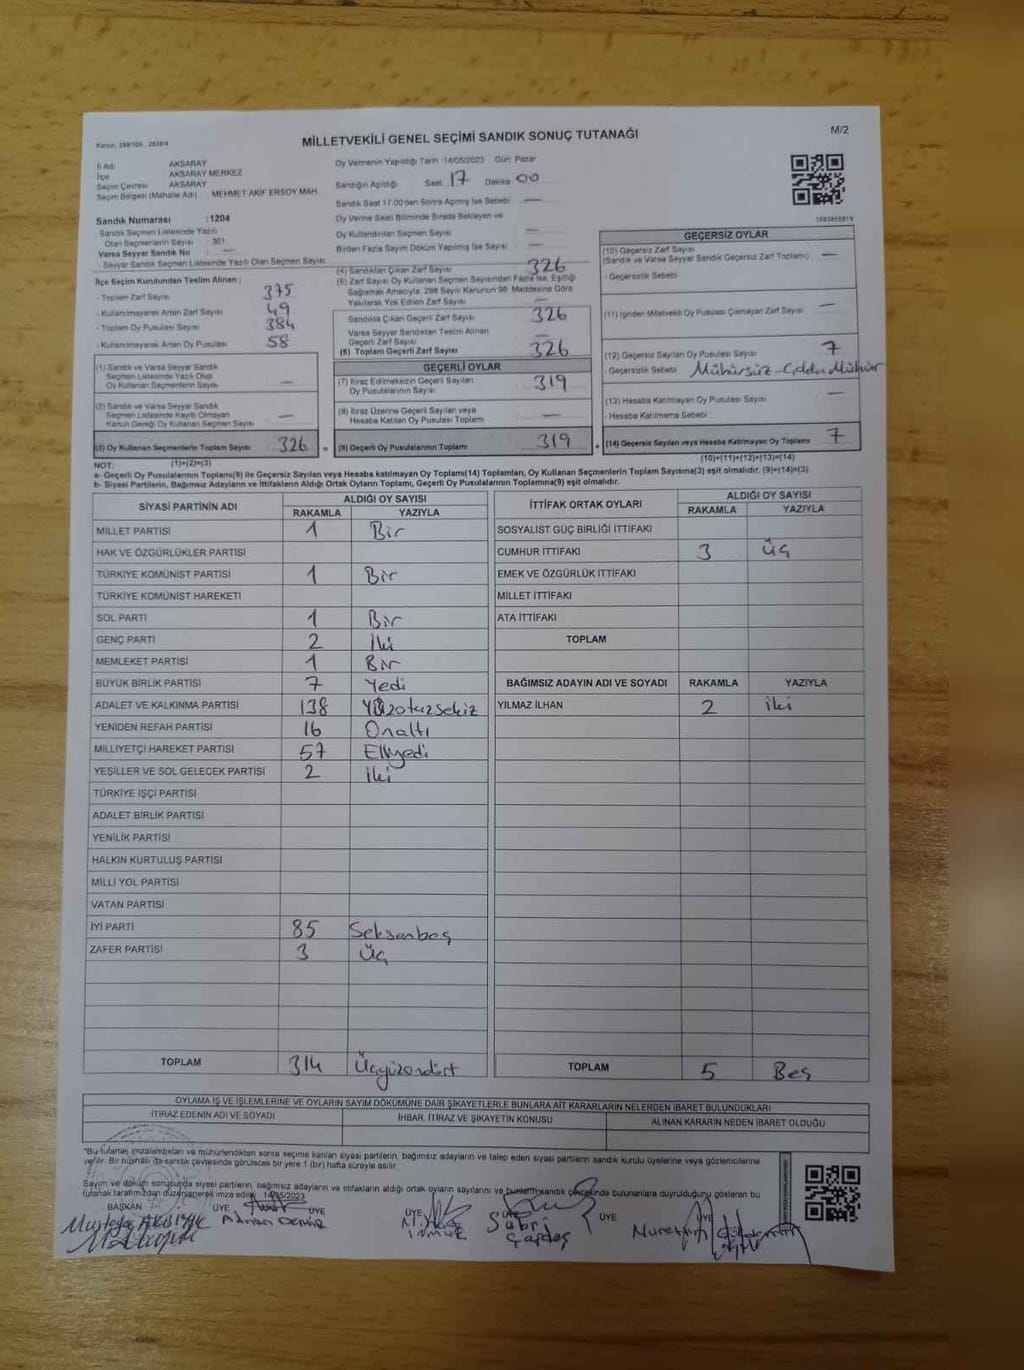 MİLLETVEKİLİ GENEL SEÇİMİ SANDIK SONUÇ TUTANAĞI
M/2
İl Adı AKSARAY
İlçe AKSARAY MERKEZ
Seçim Çevresi AKSARAY
Seçim Bölgesi (Mahalle Adı) MEHMET AKİF ERSOY MAH.
Sandık Numarası :1204
Sandık Seçmen Listesinde Yazılı
Olan Seçmenlerin Sayısı : 361
Varsa Seyyar Sandık No : —
- Seyyar Sandık Seçmen Listesinde Yazılı Olan Seçmen Sayısı
İlçe Seçim Kurulundan Teslim Alınan :
- Toplam Zarf Sayısı 375
- Kullanılmayarak Artan Zarf Sayısı 49
- Toplam Oy Pusulası Sayısı 384
- Kullanılmayarak Artan Oy Pusulası 58
(1) Sandık ve Varsa Seyyar Sandık
Seçmen Listesinde Yazılı Olup
Oy Kullanan Seçmenlerin Sayısı —
(2) Sandık ve Varsa Seyyar Sandık
Seçmen Listesinde Kayıtlı Olmayan
Kanun Gereği Oy Kullanan Seçmen Sayısı —
(3) Oy Kullanan Seçmenlerin Toplam Sayısı 326
(1)+(2)=(3)
Oy Vermenin Yapıldığı Tarih :14/05/2023 Gün: Pazar
Sandığın Açıldığı Saat 17 Dakika 00
Sandık Saat 17.00'den Sonra Açılmış İse Sebebi —
Oy Verme Saati Bitiminde Sırada Bekleyen ve
Oy Kullandırılan Seçmen Sayısı —
Birden Fazla Sayım Döküm Yapılmış İse Sayısı —
(4) Sandıktan Çıkan Zarf Sayısı 326
(5) Zarf Sayısı Oy Kullanan Seçmen Sayısından Fazla İse, Eşitliği
Sağlamak Amacıyla, 298 Sayılı Kanunun 98. Maddesine Göre
Yakılarak Yok Edilen Zarf Sayısı —
Sandıkta Çıkan Geçerli Zarf Sayısı 326
Varsa Seyyar Sandıktan Teslim Alınan
Geçerli Zarf Sayısı —
(6) Toplam Geçerli Zarf Sayısı 326
GEÇERLİ OYLAR
(7) İtiraz Edilmeksizin Geçerli Sayılan
Oy Pusulalarının Sayısı 319
(8) İtiraz Üzerine Geçerli Sayılan veya
Hesaba Katılan Oy Pusulası Toplamı —
(9) Geçerli Oy Pusulalarının Toplamı 319
GEÇERSİZ OYLAR
(10) Geçersiz Zarf Sayısı
(Sandık ve Varsa Seyyar Sandık Geçersiz Zarf Toplamı) —
- Geçersizlik Sebebi
(11) İçinden Milletvekili Oy Pusulası Çıkmayan Zarf Sayısı —
(12) Geçersiz Sayılan Oy Pusulası Sayısı 7
- Geçersizlik Sebebi Mühürsüz
(13) Hesaba Katılmayan Oy Pusulası Sayısı —
- Hesaba Katılmama Sebebi
(14) Geçersiz Sayılan veya Hesaba Katılmayan Oy Toplamı 7
(10)+(11)+(12)+(13)=(14)
NOT:
a- Geçerli Oy Pusulalarının Toplamı(9) ile Geçersiz Sayılan veya Hesaba Katılmayan Oy Toplamı(14) Toplamları, Oy Kullanan Seçmenlerin Toplam Sayısına(3) eşit olmalıdır. (9)+(14)=(3)
b- Siyasi Partilerin, Bağımsız Adayların ve İttifakların Aldığı Ortak Oyların Toplamı, Geçerli Oy Pusulalarının Toplamına(9) eşit olmalıdır.
SİYASİ PARTİNİN ADI ALDIĞI OY SAYISI
RAKAMLA YAZIYLA
MİLLET PARTİSİ 1 Bir
HAK VE ÖZGÜRLÜKLER PARTİSİ
TÜRKİYE KOMÜNİST PARTİSİ 1 Bir
TÜRKİYE KOMÜNİST HAREKETİ
SOL PARTİ 1 Bir
GENÇ PARTİ 2 İki
MEMLEKET PARTİSİ 1 Bir
BÜYÜK BİRLİK PARTİSİ 7 Yedi
ADALET VE KALKINMA PARTİSİ 138 Yüzotuzsekiz
YENİDEN REFAH PARTİSİ 16 Onaltı
MİLLİYETÇİ HAREKET PARTİSİ 57 Elliyedi
YEŞİLLER VE SOL GELECEK PARTİSİ 2 iki
TÜRKİYE İŞÇİ PARTİSİ
ADALET BİRLİK PARTİSİ
YENİLİK PARTİSİ
HALKIN KURTULUŞ PARTİSİ
MİLLİ YOL PARTİSİ
VATAN PARTİSİ
İYİ PARTİ 85 Seksenbeş
ZAFER PARTİSİ 3 Üç
TOPLAM 314 Üçyüzondört
İTTİFAK ORTAK OYLARI ALDIĞI OY SAYISI
RAKAMLA YAZIYLA
SOSYALİST GÜÇ BİRLİĞİ İTTİFAKI
CUMHUR İTTİFAKI 3 Üç
EMEK VE ÖZGÜRLÜK İTTİFAKI
MİLLET İTTİFAKI
ATA İTTİFAKI
TOPLAM
BAĞIMSIZ ADAYIN ADI VE SOYADI RAKAMLA YAZIYLA
YILMAZ İLHAN 2 iki
TOPLAM 5 Beş
OYLAMA İŞ VE İŞLEMLERİNE VE OYLARIN SAYIM DÖKÜMÜNE DAİR ŞİKAYETLERLE BUNLARA AİT KARARLARIN NELERDEN İBARET BULUNDUKLARI
İTİRAZ EDENİN ADI VE SOYADI İHBAR, İTİRAZ VE ŞİKAYETİN KONUSU ALINAN KARARIN NEDEN İBARET OLDUĞU
*Bu tutanak imzalandıktan ve mühürlendikten sonra seçime katılan siyasi partilerin, bağımsız adayların ve talep eden siyasi partilerin sandık kurulu üyelerine veya gözlemcilerine
verilir. Bir nüshası da sandık çevresinde görülecek bir yere 1 (bir) hafta süreyle asılır.
Sayım ve döküm sonucunda siyasi partilerin, bağımsız adayların ve ittifakların aldığı ortak oyların sayılarını ve bunların sandık çevresinde bulunanlara duyrulduğunu gösteren bu
tutanak tarafımızdan düzenlenerek imza edildi. 14/05/2023
BAŞKAN ÜYE ÜYE ÜYE ÜYE ÜYE ÜYE
Adnan Sabri Nurettin